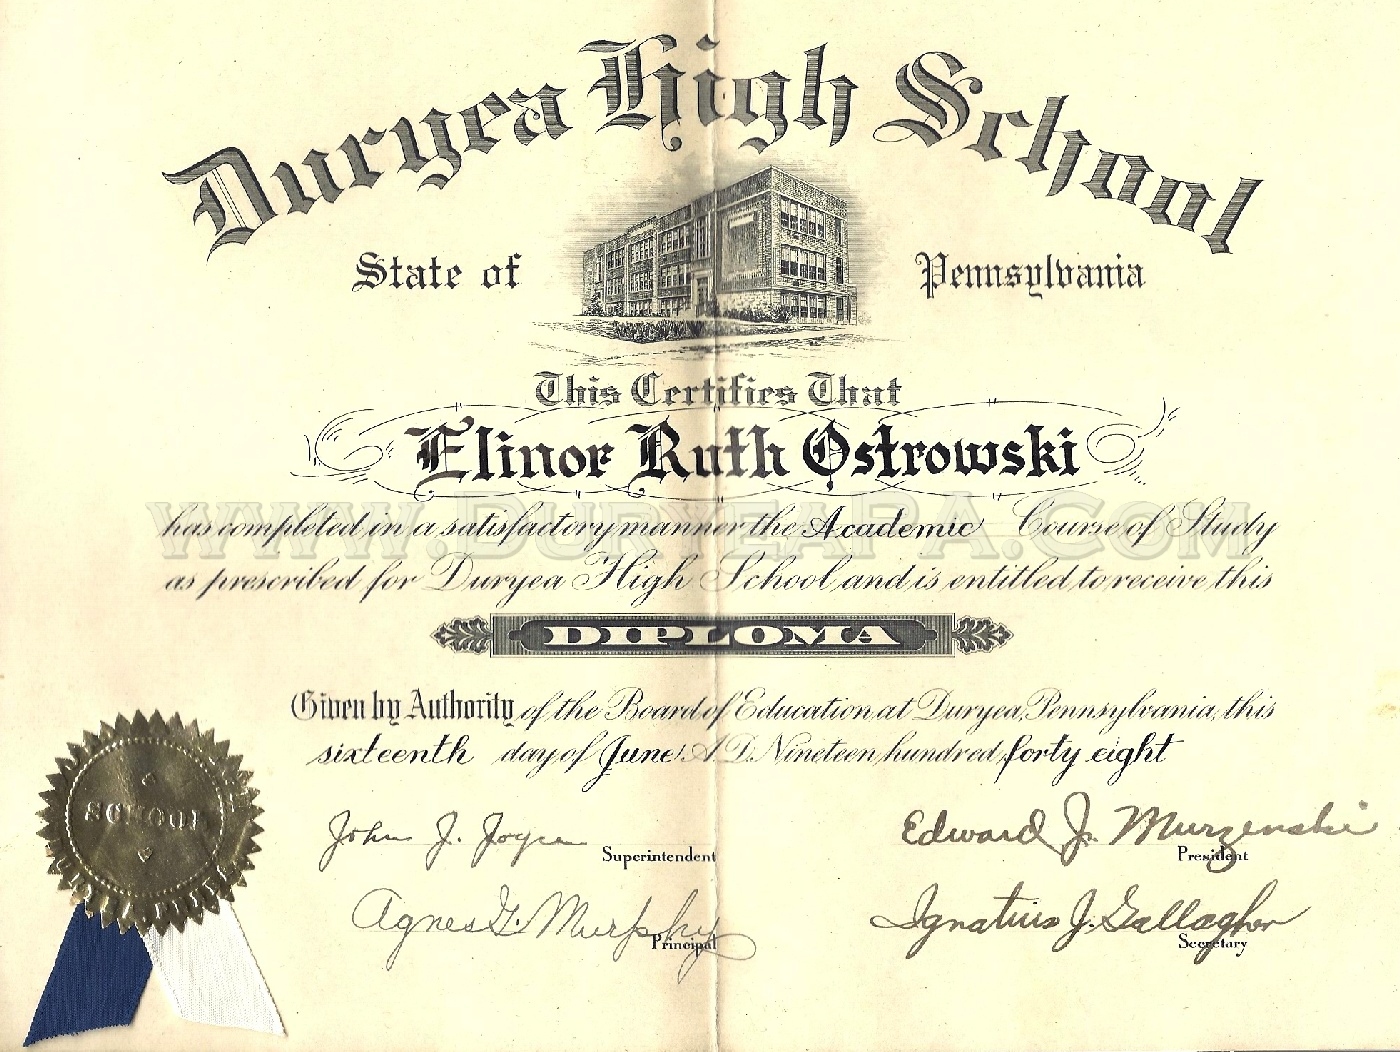 Duryea High School
State of Pennsylvania
This Certifies That
Elinor Ruth Ostrowski
www.DuryeaPA.com
has completed in a satisfactory manner the Academic Course of Study
as prescribed for Duryea High School and is entitled to receive this
DIPLOMA
Given by Authority of the Board of Education at Duryea, Pennsylvania, this
sixteenth day of June A.D. Nineteen hundred forty eight
SCHOOL
John J. Joyce
Superintendent
Edward J. Murzenski
President
Agnes G. Murphy
Principal
Ignatius J. Gallagher
Secretary